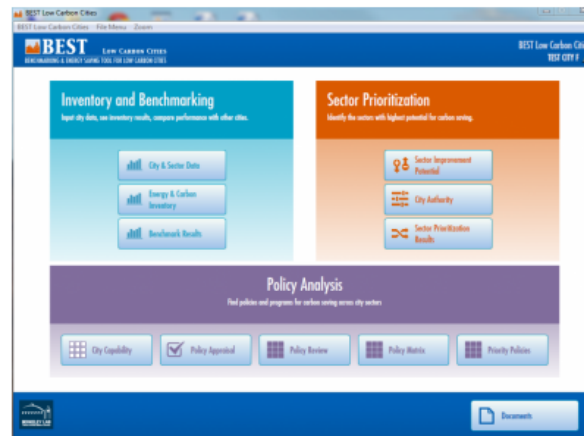 BEST Low Carbon Cities
BEST Low Carbon Cities File Menu Zoom
BEST LOW CARBON CITIES
BENCHMARKING & ENERGY SAVING TOOL FOR LOW CARBON CITIES
BEST Low Carbon Citi
TEST CITY F
Inventory and Benchmarking
Input city data, see inventory results, compare performance with other cities.
City & Sector Data
Energy & Carbon
Inventory
Benchmark Results
Sector Prioritization
Identify the sectors with highest potential for carbon saving.
Sector Improvement
Potential
City Authority
Sector Prioritization
Results
Policy Analysis
Find policies and programs for carbon saving across city sectors
City Capability
Policy Appraisal
Policy Review
Policy Matrix
Priority Policies
BERKELEY LAB
Documents